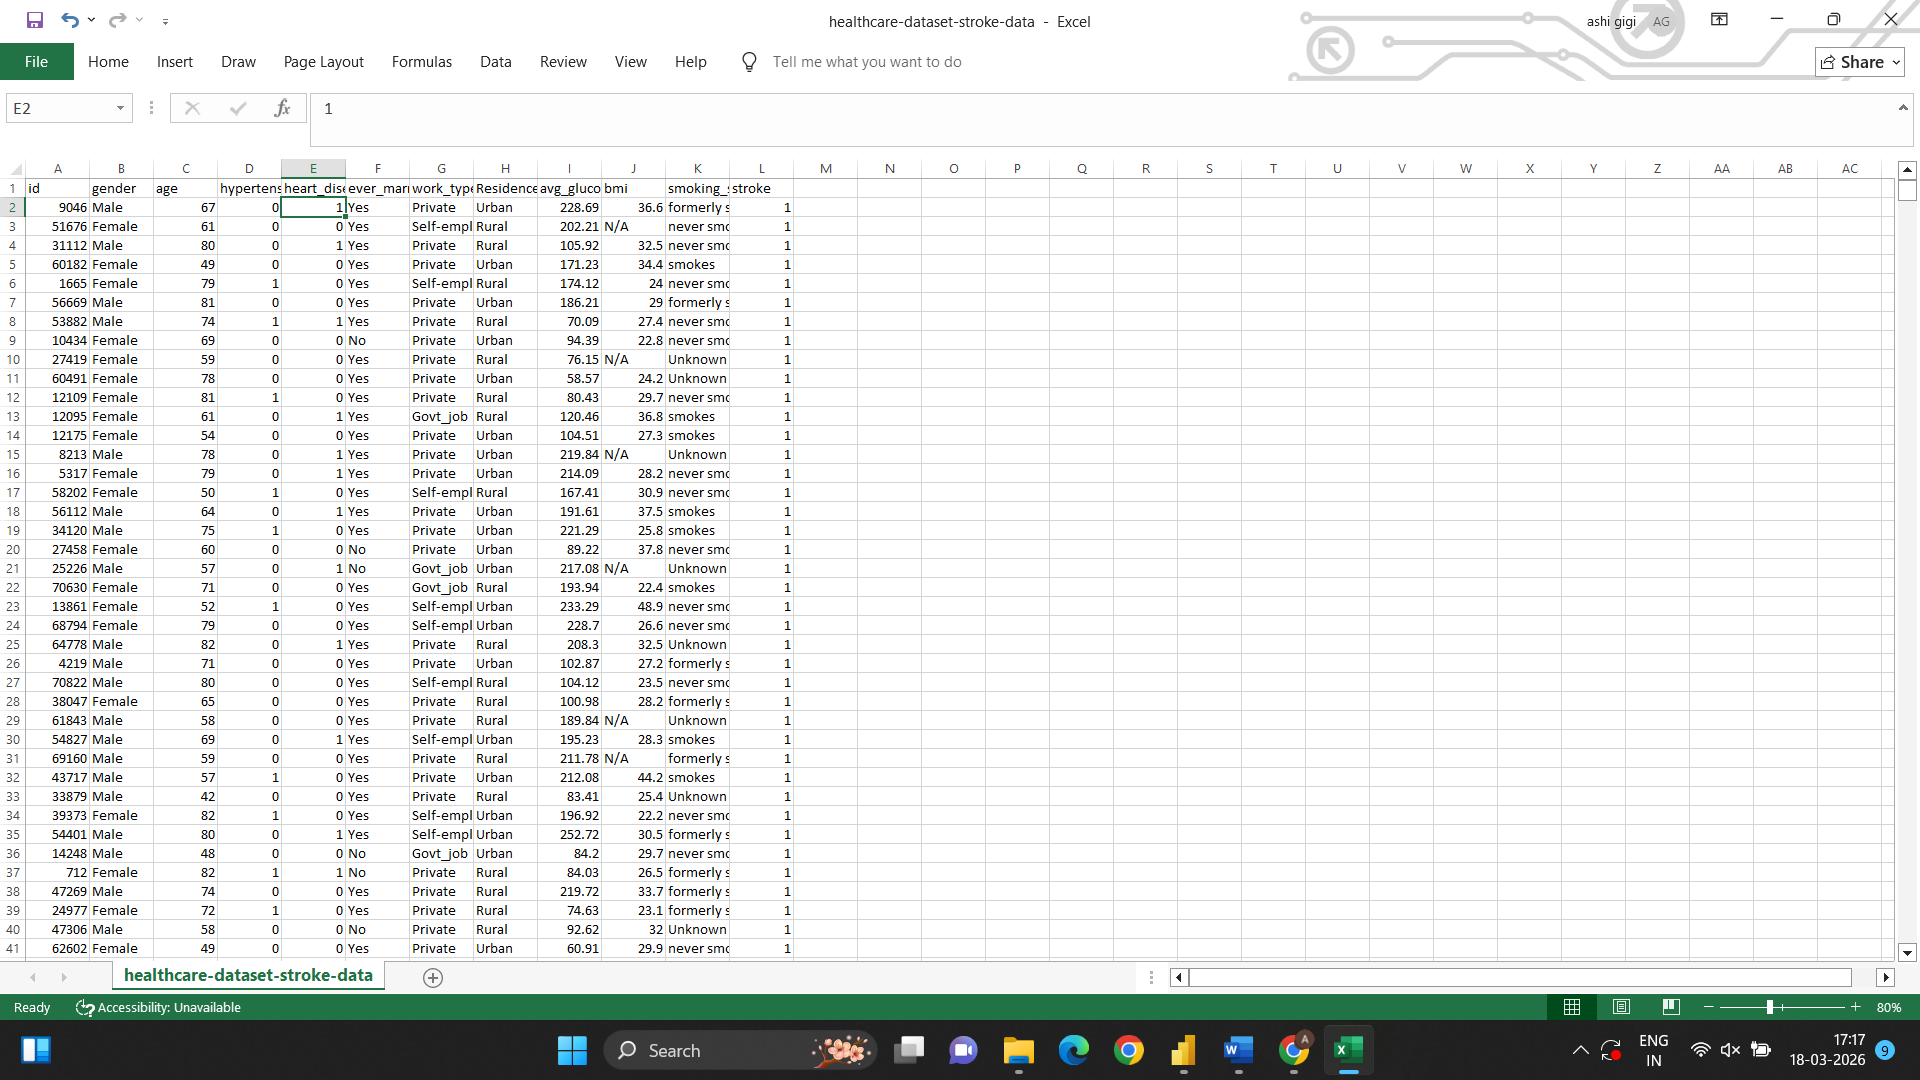 healthcare-dataset-stroke-data - Excel
ashi gigi AG
File Home Insert Draw Page Layout Formulas Data Review View Help Tell me what you want to do Share
E2 fx 1
A B C D E F G H I J K L M N O P Q R S T U V W X Y Z AA AB AC
1 id gender age hypertens heart_dise ever_marr work_type Residence avg_gluco bmi smoking_s stroke
2 9046 Male 67 0 1 Yes Private Urban 228.69 36.6 formerly s 1
3 51676 Female 61 0 0 Yes Self-empl Rural 202.21 N/A never smo 1
4 31112 Male 80 0 1 Yes Private Rural 105.92 32.5 never smo 1
5 60182 Female 49 0 0 Yes Private Urban 171.23 34.4 smokes 1
6 1665 Female 79 1 0 Yes Self-empl Rural 174.12 24 never smo 1
7 56669 Male 81 0 0 Yes Private Urban 186.21 29 formerly s 1
8 53882 Male 74 1 1 Yes Private Rural 70.09 27.4 never smo 1
9 10434 Female 69 0 0 No Private Urban 94.39 22.8 never smo 1
10 27419 Female 59 0 0 Yes Private Rural 76.15 N/A Unknown 1
11 60491 Female 78 0 0 Yes Private Urban 58.57 24.2 Unknown 1
12 12109 Female 81 1 0 Yes Private Rural 80.43 29.7 never smo 1
13 12095 Female 61 0 1 Yes Govt_job Rural 120.46 36.8 smokes 1
14 12175 Female 54 0 0 Yes Private Urban 104.51 27.3 smokes 1
15 8213 Male 78 0 1 Yes Private Urban 219.84 N/A Unknown 1
16 5317 Female 79 0 1 Yes Private Urban 214.09 28.2 never smo 1
17 58202 Female 50 1 0 Yes Self-empl Rural 167.41 30.9 never smo 1
18 56112 Male 64 0 1 Yes Private Urban 191.61 37.5 smokes 1
19 34120 Male 75 1 0 Yes Private Urban 221.29 25.8 smokes 1
20 27458 Female 60 0 0 No Private Urban 89.22 37.8 never smo 1
21 25226 Male 57 0 1 No Govt_job Urban 217.08 N/A Unknown 1
22 70630 Female 71 0 0 Yes Govt_job Rural 193.94 22.4 smokes 1
23 13861 Female 52 1 0 Yes Self-empl Urban 233.29 48.9 never smo 1
24 68794 Female 79 0 0 Yes Self-empl Urban 228.7 26.6 never smo 1
25 64778 Male 82 0 1 Yes Private Rural 208.3 32.5 Unknown 1
26 4219 Male 71 0 0 Yes Private Urban 102.87 27.2 formerly s 1
27 70822 Male 80 0 0 Yes Self-empl Rural 104.12 23.5 never smo 1
28 38047 Female 65 0 0 Yes Private Rural 100.98 28.2 formerly s 1
29 61843 Male 58 0 0 Yes Private Rural 189.84 N/A Unknown 1
30 54827 Male 69 0 1 Yes Self-empl Urban 195.23 28.3 smokes 1
31 69160 Male 59 0 0 Yes Private Rural 211.78 N/A formerly s 1
32 43717 Male 57 1 0 Yes Private Urban 212.08 44.2 smokes 1
33 33879 Male 42 0 0 Yes Private Rural 83.41 25.4 Unknown 1
34 39373 Female 82 1 0 Yes Self-empl Urban 196.92 22.2 never smo 1
35 54401 Male 80 0 1 Yes Self-empl Urban 252.72 30.5 formerly s 1
36 14248 Male 48 0 0 No Govt_job Urban 84.2 29.7 never smo 1
37 712 Female 82 1 1 No Private Rural 84.03 26.5 formerly s 1
38 47269 Male 74 0 0 Yes Private Rural 219.72 33.7 formerly s 1
39 24977 Female 72 1 0 Yes Private Rural 74.63 23.1 formerly s 1
40 47306 Male 58 0 0 No Private Rural 92.62 32 Unknown 1
41 62602 Female 49 0 0 Yes Private Urban 60.91 29.9 never smo 1
healthcare-dataset-stroke-data
Ready Accessibility: Unavailable 80%
Search
ENG IN
17:17
18-03-2026
9